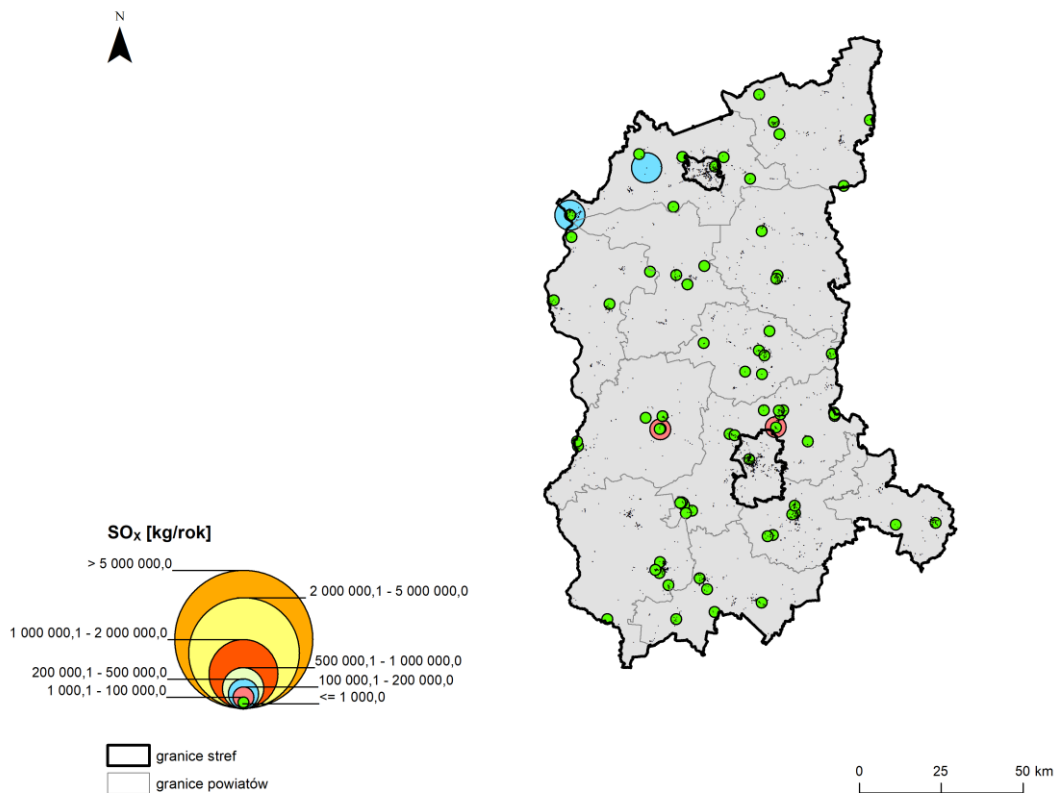 N
SOX [kg/rok]
> 5 000 000,0
2 000 000,1 - 5 000 000,0
1 000 000,1 - 2 000 000,0
500 000,1 - 1 000 000,0
200 000,1 - 500 000,0
100 000,1 - 200 000,0
1 000,1 - 100 000,0
<= 1 000,0
granice stref
granice powiatów
0 25 50 km